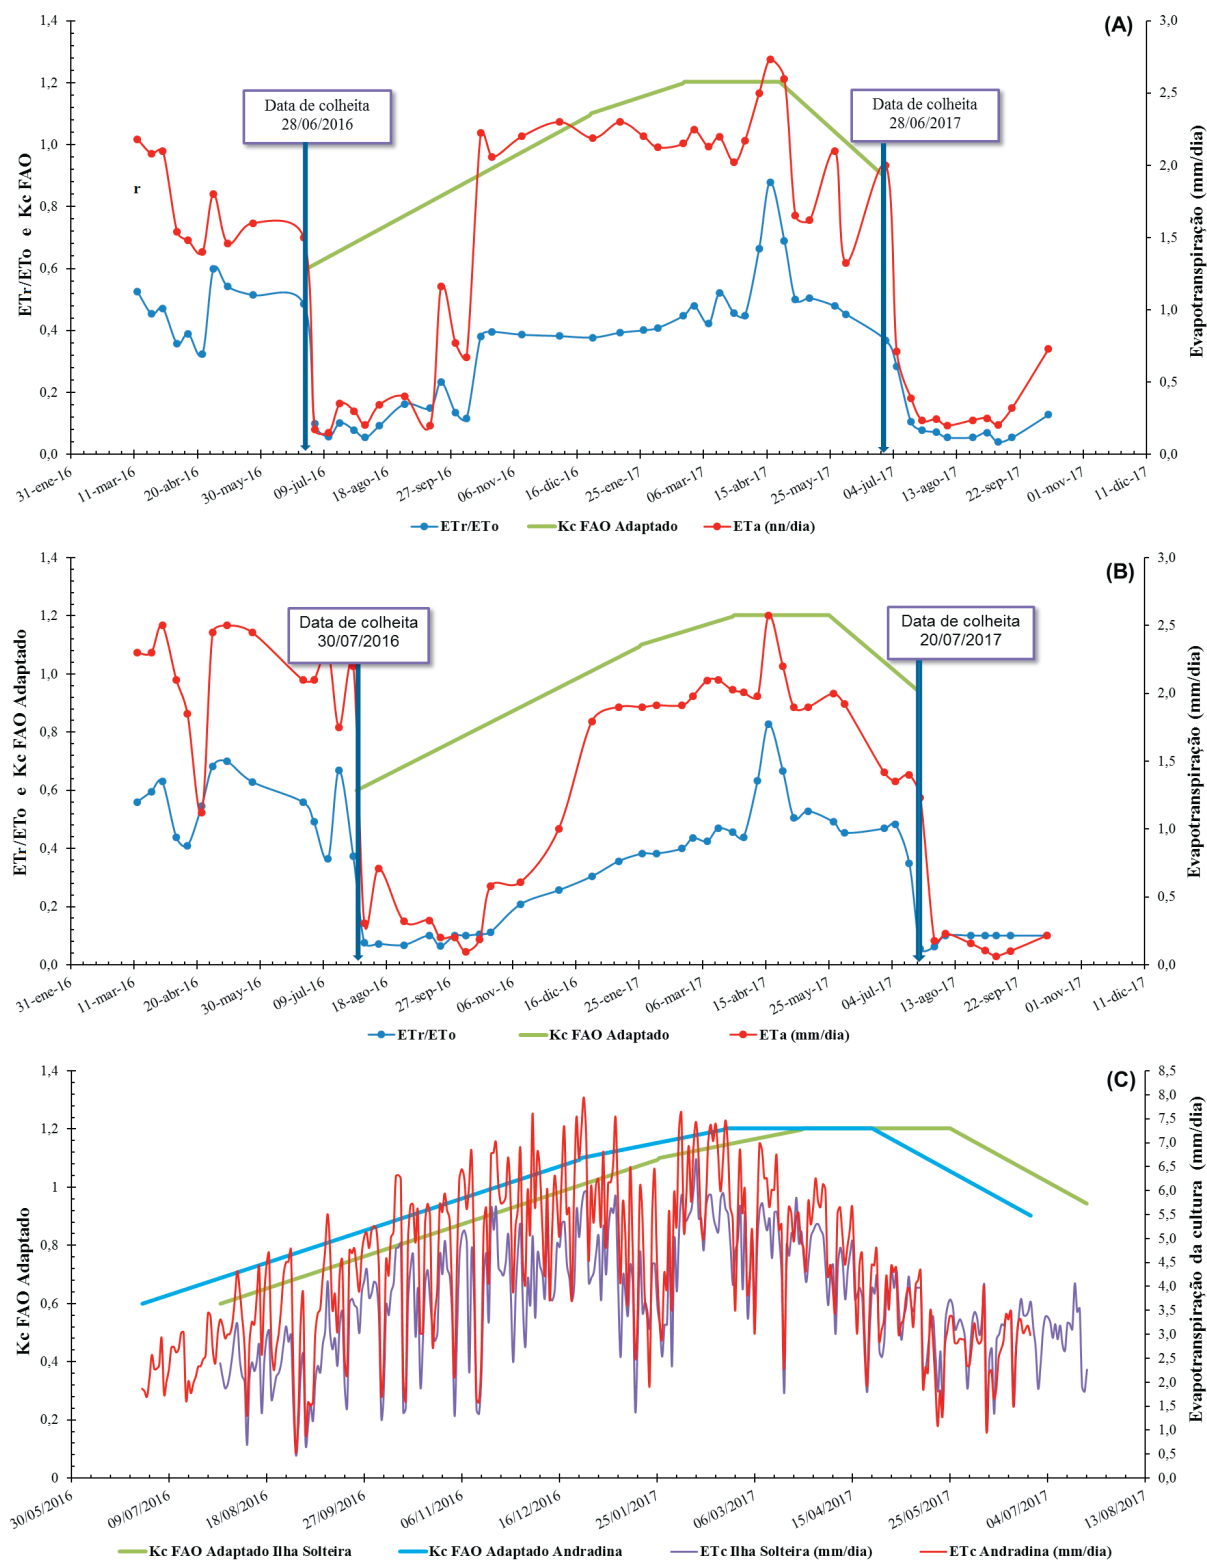 (A)
1,4
1,2
1,0
0,8
0,6
0,4
0,2
0,0
ETr/ETo e Kc FAO
3,0
2,5
2,0
1,5
1,0
0,5
0,0
Evapotranspiração (mm/dia)
Data de colheita
28/06/2016
Data de colheita
28/06/2017
r
31-ene-16
11-mar-16
20-abr-16
30-may-16
09-jul-16
18-ago-16
27-sep-16
06-nov-16
16-dic-16
25-ene-17
06-mar-17
15-abr-17
25-may-17
04-jul-17
13-ago-17
22-sep-17
01-nov-17
11-dic-17
ETr/ETo
Kc FAO Adaptado
ETa (nn/dia)
(B)
1,4
1,2
1,0
0,8
0,6
0,4
0,2
0,0
ETr/ETo e Kc FAO Adaptado
3,0
2,5
2,0
1,5
1,0
0,5
0,0
Evapotranspiração (mm/dia)
Data de colheita
30/07/2016
Data de colheita
20/07/2017
31-ene-16
11-mar-16
20-abr-16
30-may-16
09-jul-16
18-ago-16
27-sep-16
06-nov-16
16-dic-16
25-ene-17
06-mar-17
15-abr-17
25-may-17
04-jul-17
13-ago-17
22-sep-17
01-nov-17
11-dic-17
ETr/ETo
Kc FAO Adaptado
ETa (mm/dia)
(C)
1,4
1,2
1
0,8
0,6
0,4
0,2
0
Kc FAO Adaptado
8,5
8,0
7,5
7,0
6,5
6,0
5,5
5,0
4,5
4,0
3,5
3,0
2,5
2,0
1,5
1,0
0,5
0,0
Evapotranspiração da cultura (mm/dia)
30/05/2016
09/07/2016
18/08/2016
27/09/2016
06/11/2016
16/12/2016
25/01/2017
06/03/2017
15/04/2017
25/05/2017
04/07/2017
13/08/2017
Kc FAO Adaptado Ilha Solteira
Kc FAO Adaptado Andradina
ETc Ilha Solteira (mm/dia)
ETc Andradina (mm/dia)